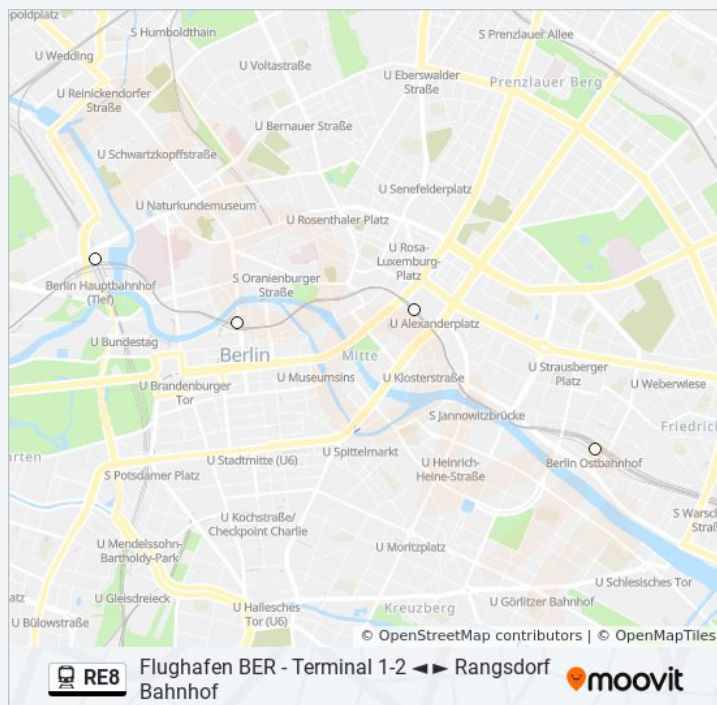 poldplatz
S Humboldthain
S Prenzlauer Allee
U Wedding
U Voltastraße
U Eberswalder
Straße
Prenzlauer Berg
U Reinickendorfer
Straße
U Bernauer Straße
U Schwartzkopffstraße
U Senefelderplatz
U Naturkundemuseum
U Rosenthaler Platz
U Rosa-
Luxemburg-
Platz
S Oranienburger
Straße
Berlin Hauptbahnhof
(Tief)
U Alexanderplatz
U Bundestag
Berlin
Mitte
U Strausberger
Platz
U Museumsins
U Klosterstraße
U Weberwiese
U Brandenburger
Tor
S Jannowitzbrücke
Friedrich
arten
U Stadtmitte (U6)
U Spittelmarkt
U Heinrich-
Heine-Straße
Berlin Ostbahnhof
S Potsdamer Platz
S Warsch
Straß
U Kochstraße/
Checkpoint Charlie
U Mendelssohn-
Bartholdy-Park
U Moritzplatz
U Schlesisches Tor
atz
U Gleisdreieck
U Hallesches
Tor (U6)
Kreuzberg
U Görlitzer Bahnhof
U Bülowstraße
© OpenStreetMap contributors | © OpenMapTiles
RE8
Flughafen BER - Terminal 1-2 ◄ ► Rangsdorf
Bahnhof
moovit